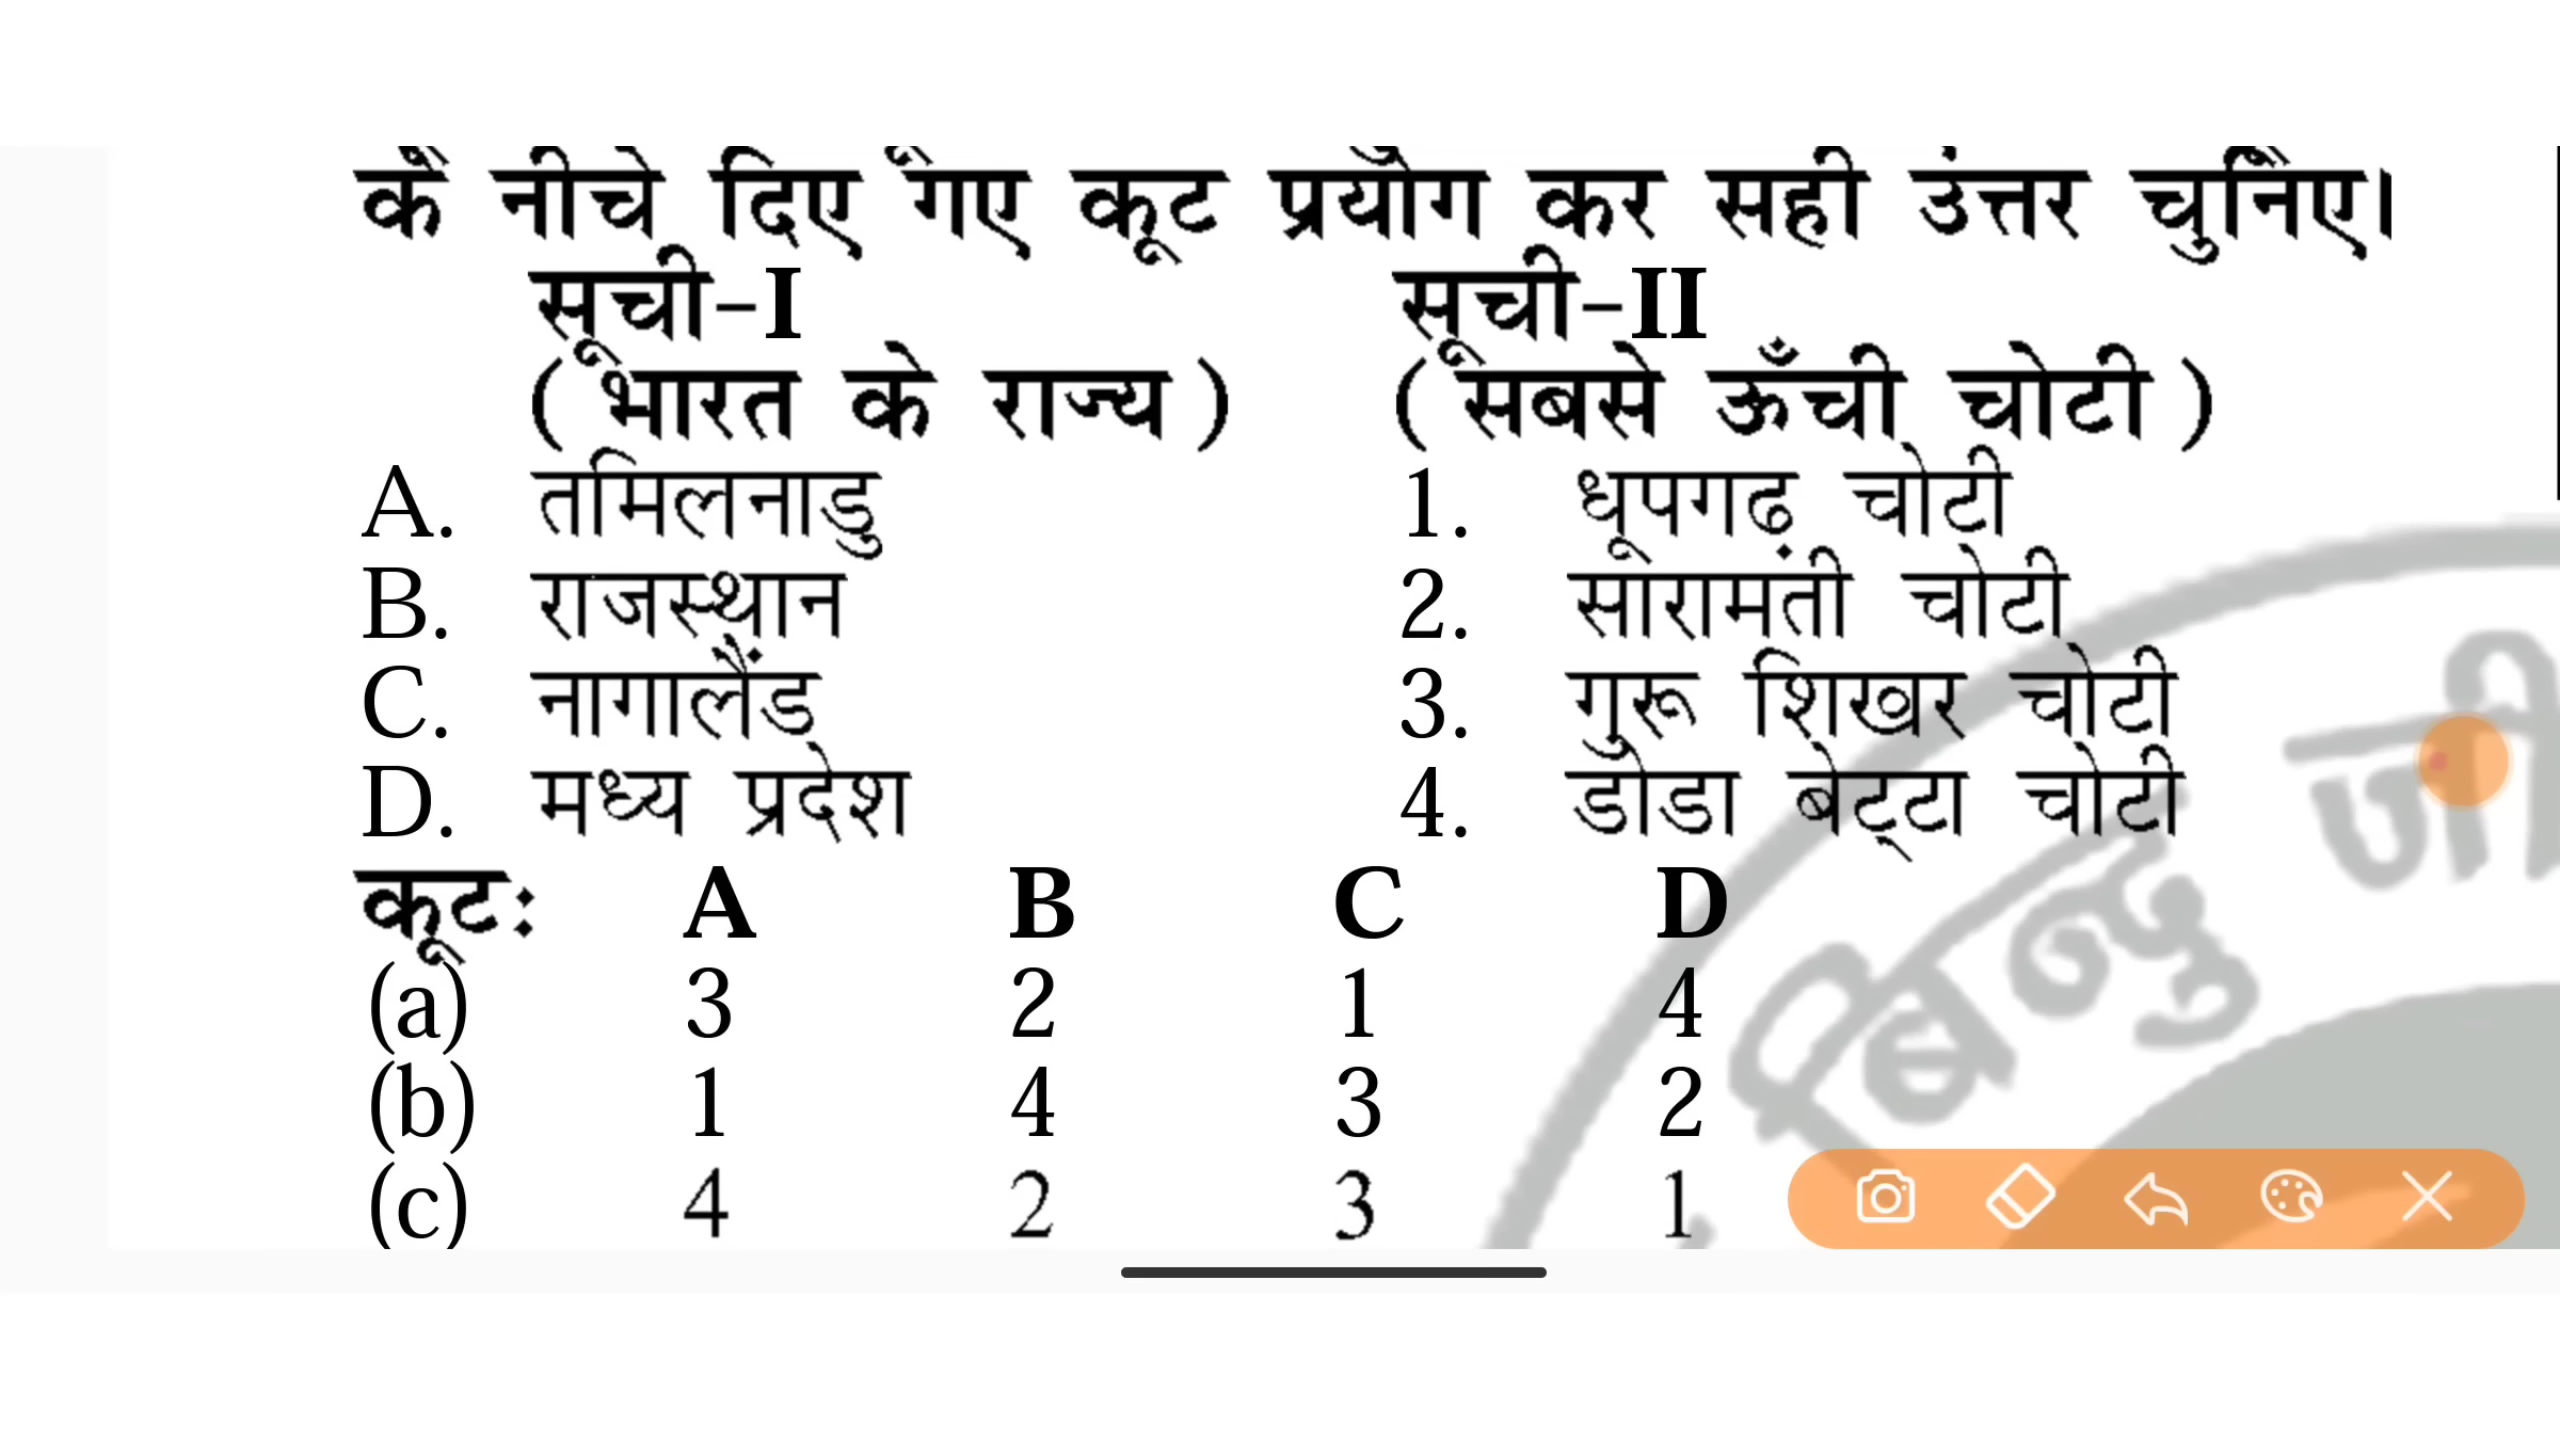 के नीचे दिए गए कूट प्रयोग कर सही उत्तर चुनिए।
सूची-I सूची-II
(भारत के राज्य) (सबसे ऊँची चोटी)
A. तमिलनाडु 1. धूपगढ़ चोटी
B. राजस्थान 2. सारामती चोटी
C. नागालैंड 3. गुरू शिखर चोटी
D. मध्य प्रदेश 4. डोडा बेट्टा चोटी
कूटः A B C D
(a) 3 2 1 4
(b) 1 4 3 2
(c) 4 2 3 1